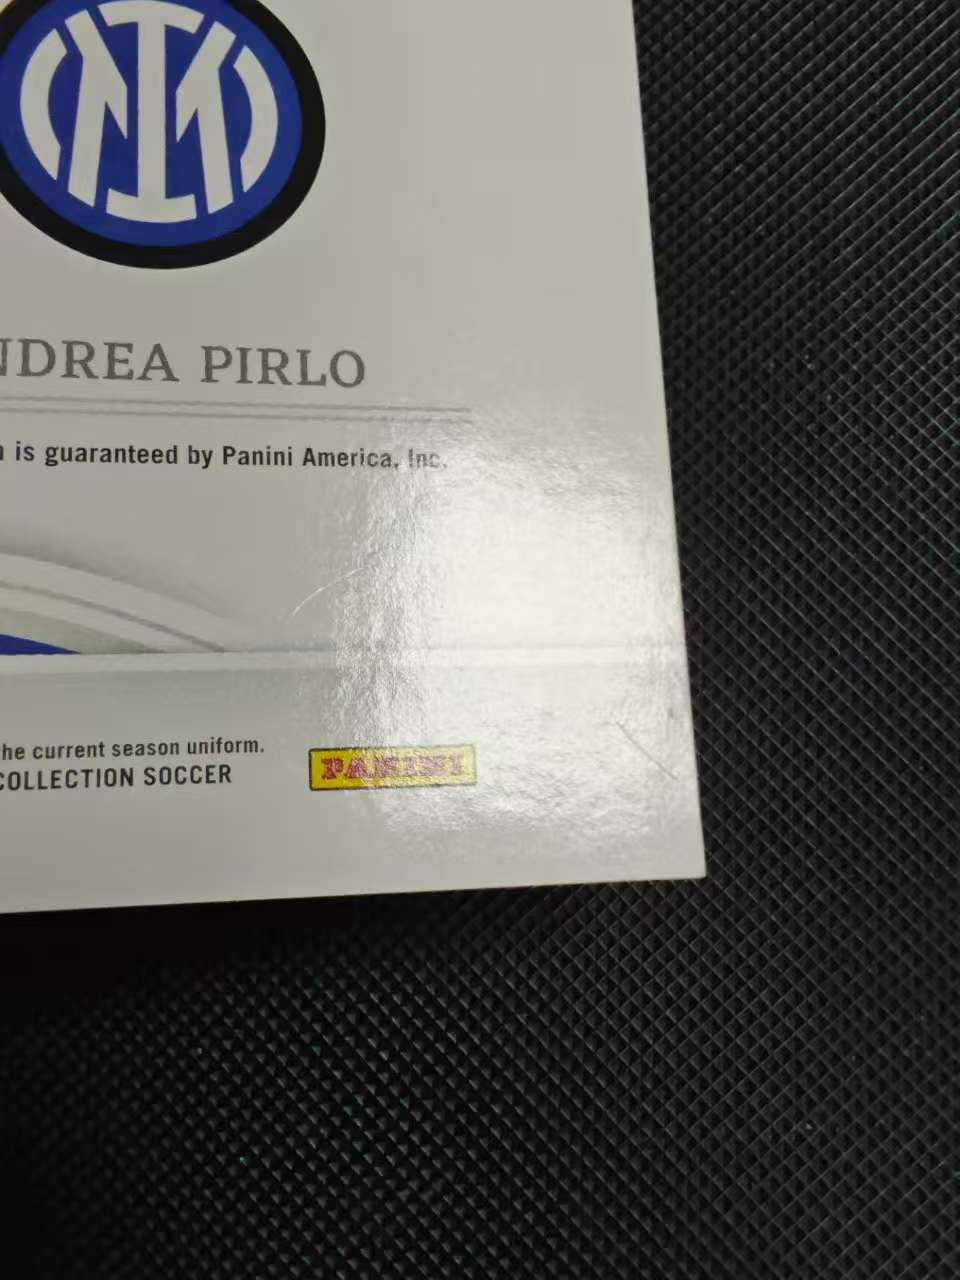 NDREA PIRLO
is guaranteed by Panini America, Inc.
he current season uniform.
COLLECTION SOCCER
PANINI